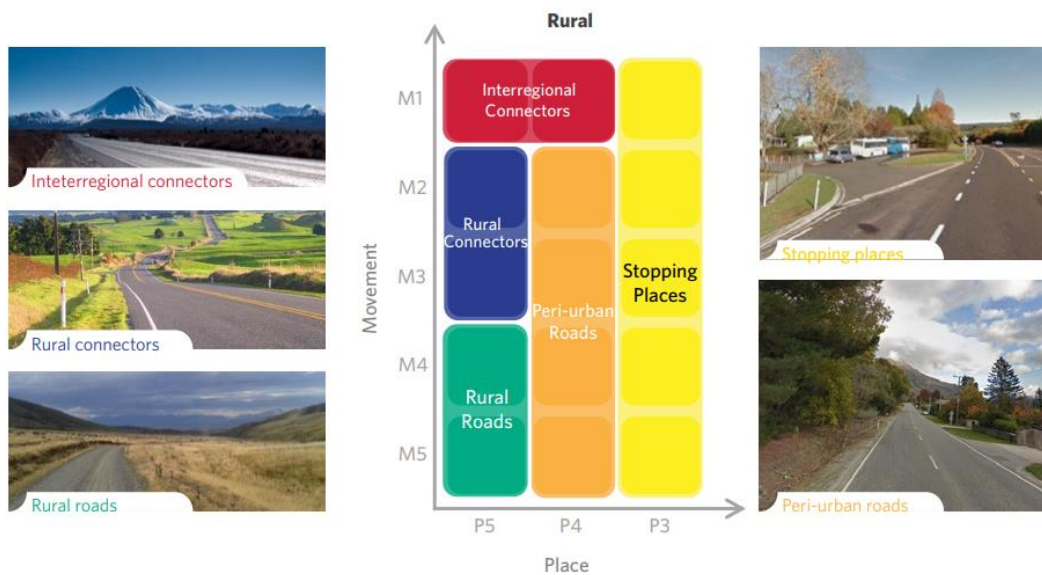 Rural
Inteterregional connectors
Rural connectors
Rural roads
Movement
M1
M2
M3
M4
M5
Interregional
Connectors
Rural
Connectors
Peri-urban
Roads
Rural
Roads
Stopping
Places
P5
P4
P3
Place
Stopping places
Peri-urban roads